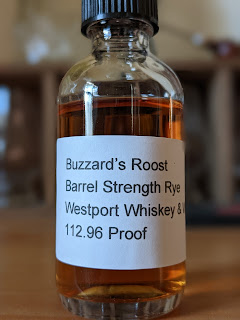 Buzzard's Roost
Barrel Strength Rye
Westport Whiskey &
112.96 Proof